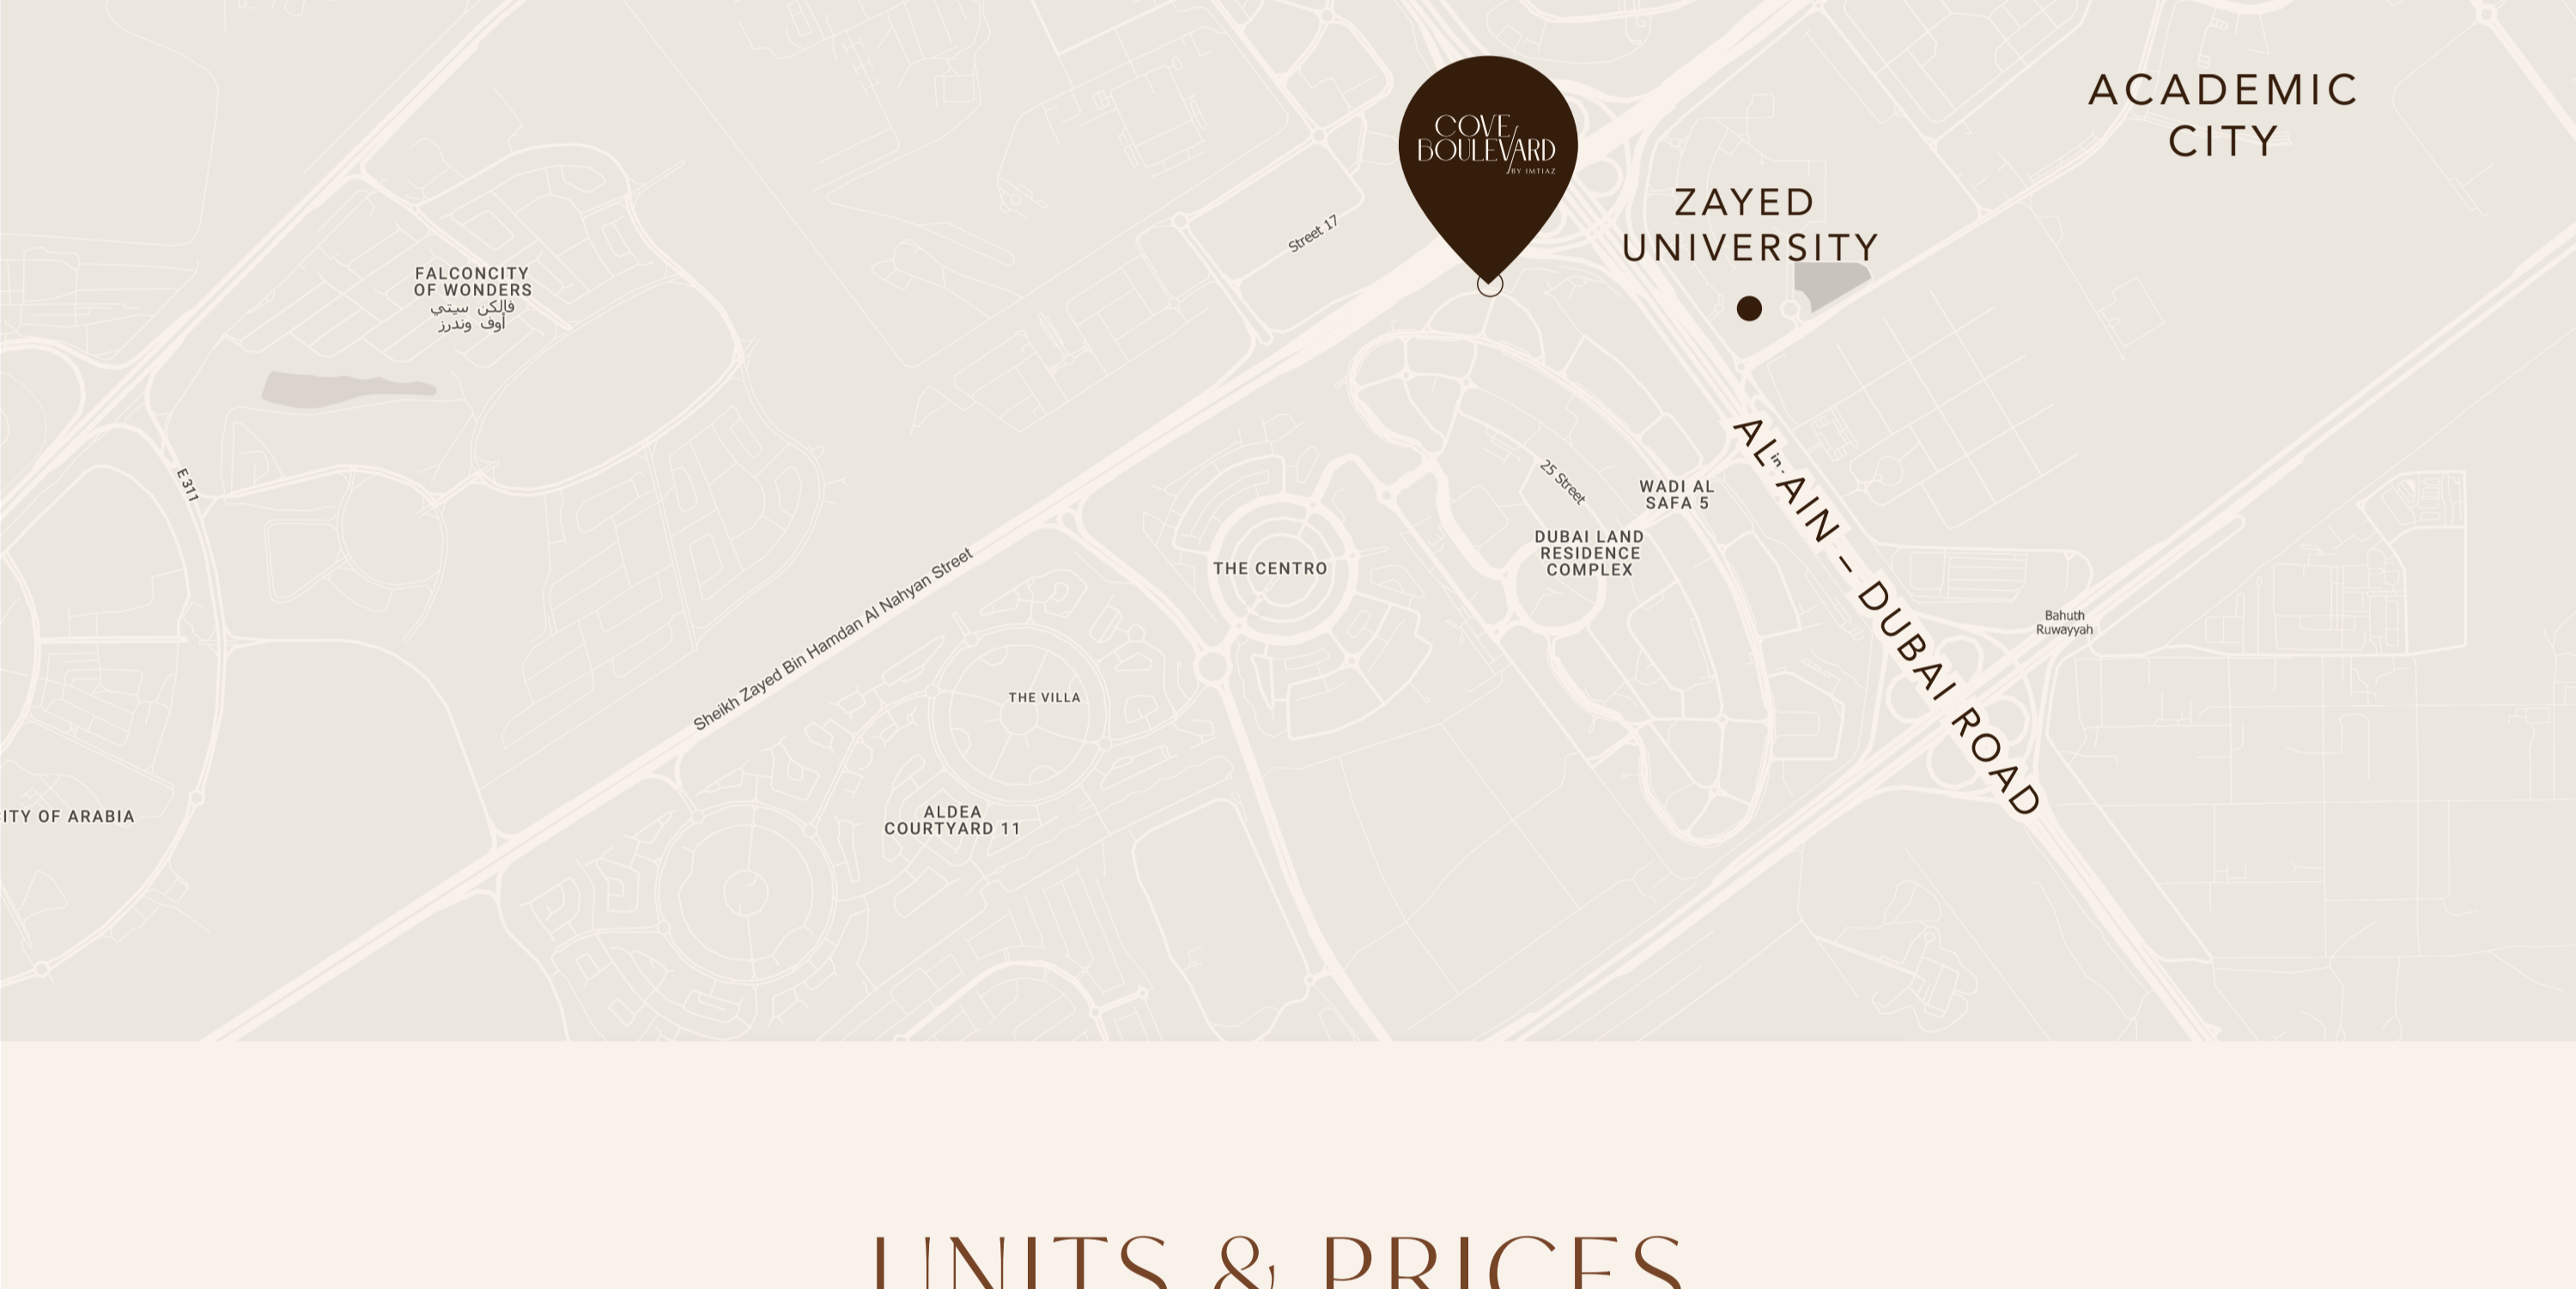 ACADEMIC
CITY
COVE
BOULEVARD
BY IMTIAZ
ZAYED
UNIVERSITY
Street 17
FALCONCITY
OF WONDERS
فالكن سيتي
أوف وندرز
E 311
AL AIN – DUBAI ROAD
in -
25 Street
WADI AL
SAFA 5
DUBAI LAND
RESIDENCE
COMPLEX
THE CENTRO
Sheikh Zayed Bin Hamdan Al Nahyan Street
Bahuth
Ruwayyah
THE VILLA
ALDEA
COURTYARD 11
ITY OF ARABIA
UNITS & PRICES